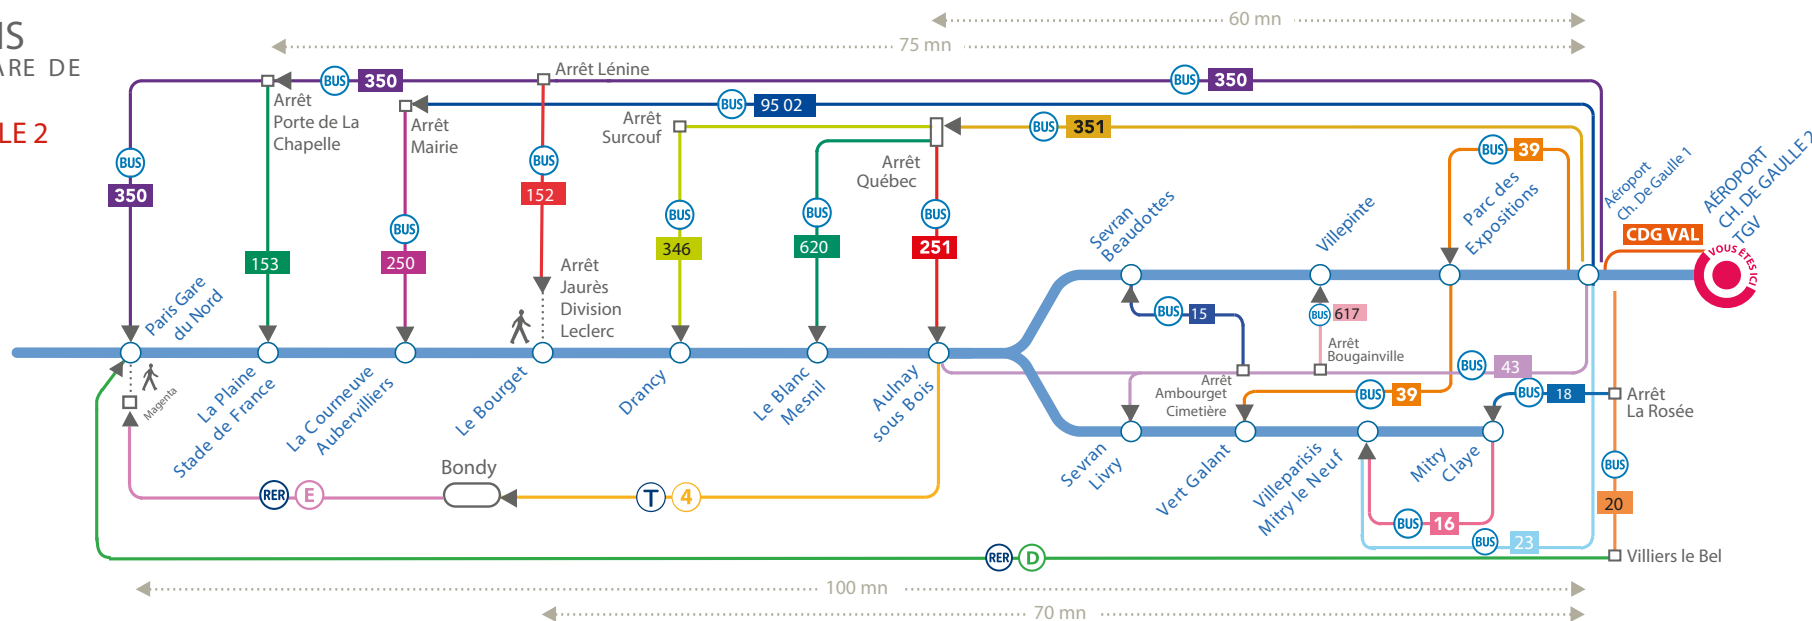 IS
ARE DE
LE 2
60 mn
75 mn
BUS 350
Arrêt Lénine
BUS 350
Arrêt
Porte de La
Chapelle
BUS 95 02
Arrêt
Mairie
Arrêt
Surcouf
BUS 351
Arrêt
Québec
BUS 39
BUS
350
BUS
152
153
BUS
250
BUS
346
BUS
620
BUS
251
Arrêt
Jaurès
Division
Leclerc
Sevran
Beaudottes
Villepinte
Parc des
Expositions
Aéroport
Ch. De Gaulle 1
AÉROPORT
CH. DE GAULLE 2
TGV
CDG VAL
VOUS ÊTES ICI
BUS 15
BUS 617
Arrêt
Bougainville
BUS 43
Arrêt
Ambourget
Cimetière
BUS 39
BUS 18
Arrêt
La Rosée
Paris Gare
du Nord
Magenta
La Plaine
Stade de France
La Courneuve
Aubervilliers
Le Bourget
Drancy
Le Blanc
Mesnil
Aulnay
sous Bois
Sevran
Livry
Vert Galant
Villeparisis
Mitry le Neuf
Mitry
Claye
BUS
20
Bondy
RER E
T 4
BUS 16
BUS 23
RER D
Villiers le Bel
100 mn
70 mn